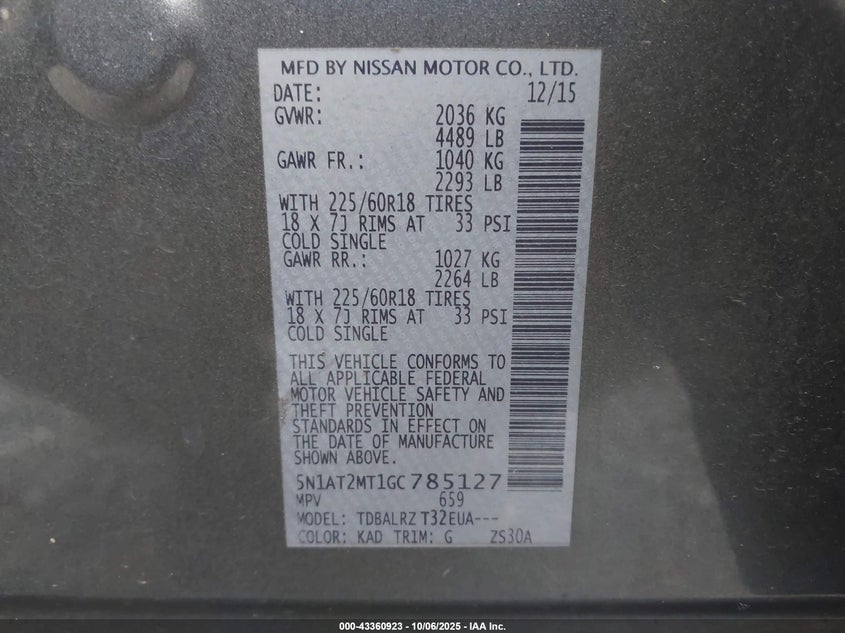 MFD BY NISSAN MOTOR CO., LTD.
DATE: 12/15
GVWR: 2036 KG
4489 LB
GAWR FR.: 1040 KG
2293 LB
WITH 225/60R18 TIRES
18 X 7J RIMS AT 33 PSI
COLD SINGLE
GAWR RR.: 1027 KG
2264 LB
WITH 225/60R18 TIRES
18 X 7J RIMS AT 33 PSI
COLD SINGLE
THIS VEHICLE CONFORMS TO
ALL APPLICABLE FEDERAL
MOTOR VEHICLE SAFETY AND
THEFT PREVENTION
STANDARDS IN EFFECT ON
THE DATE OF MANUFACTURE
SHOWN ABOVE.
5N1AT2MT1GC785127
MPV 659
MODEL: TDBALRZ T32EUA---
COLOR: KAD TRIM: G ZS30A
000-43360923 - 10/06/2025 - IAA Inc.